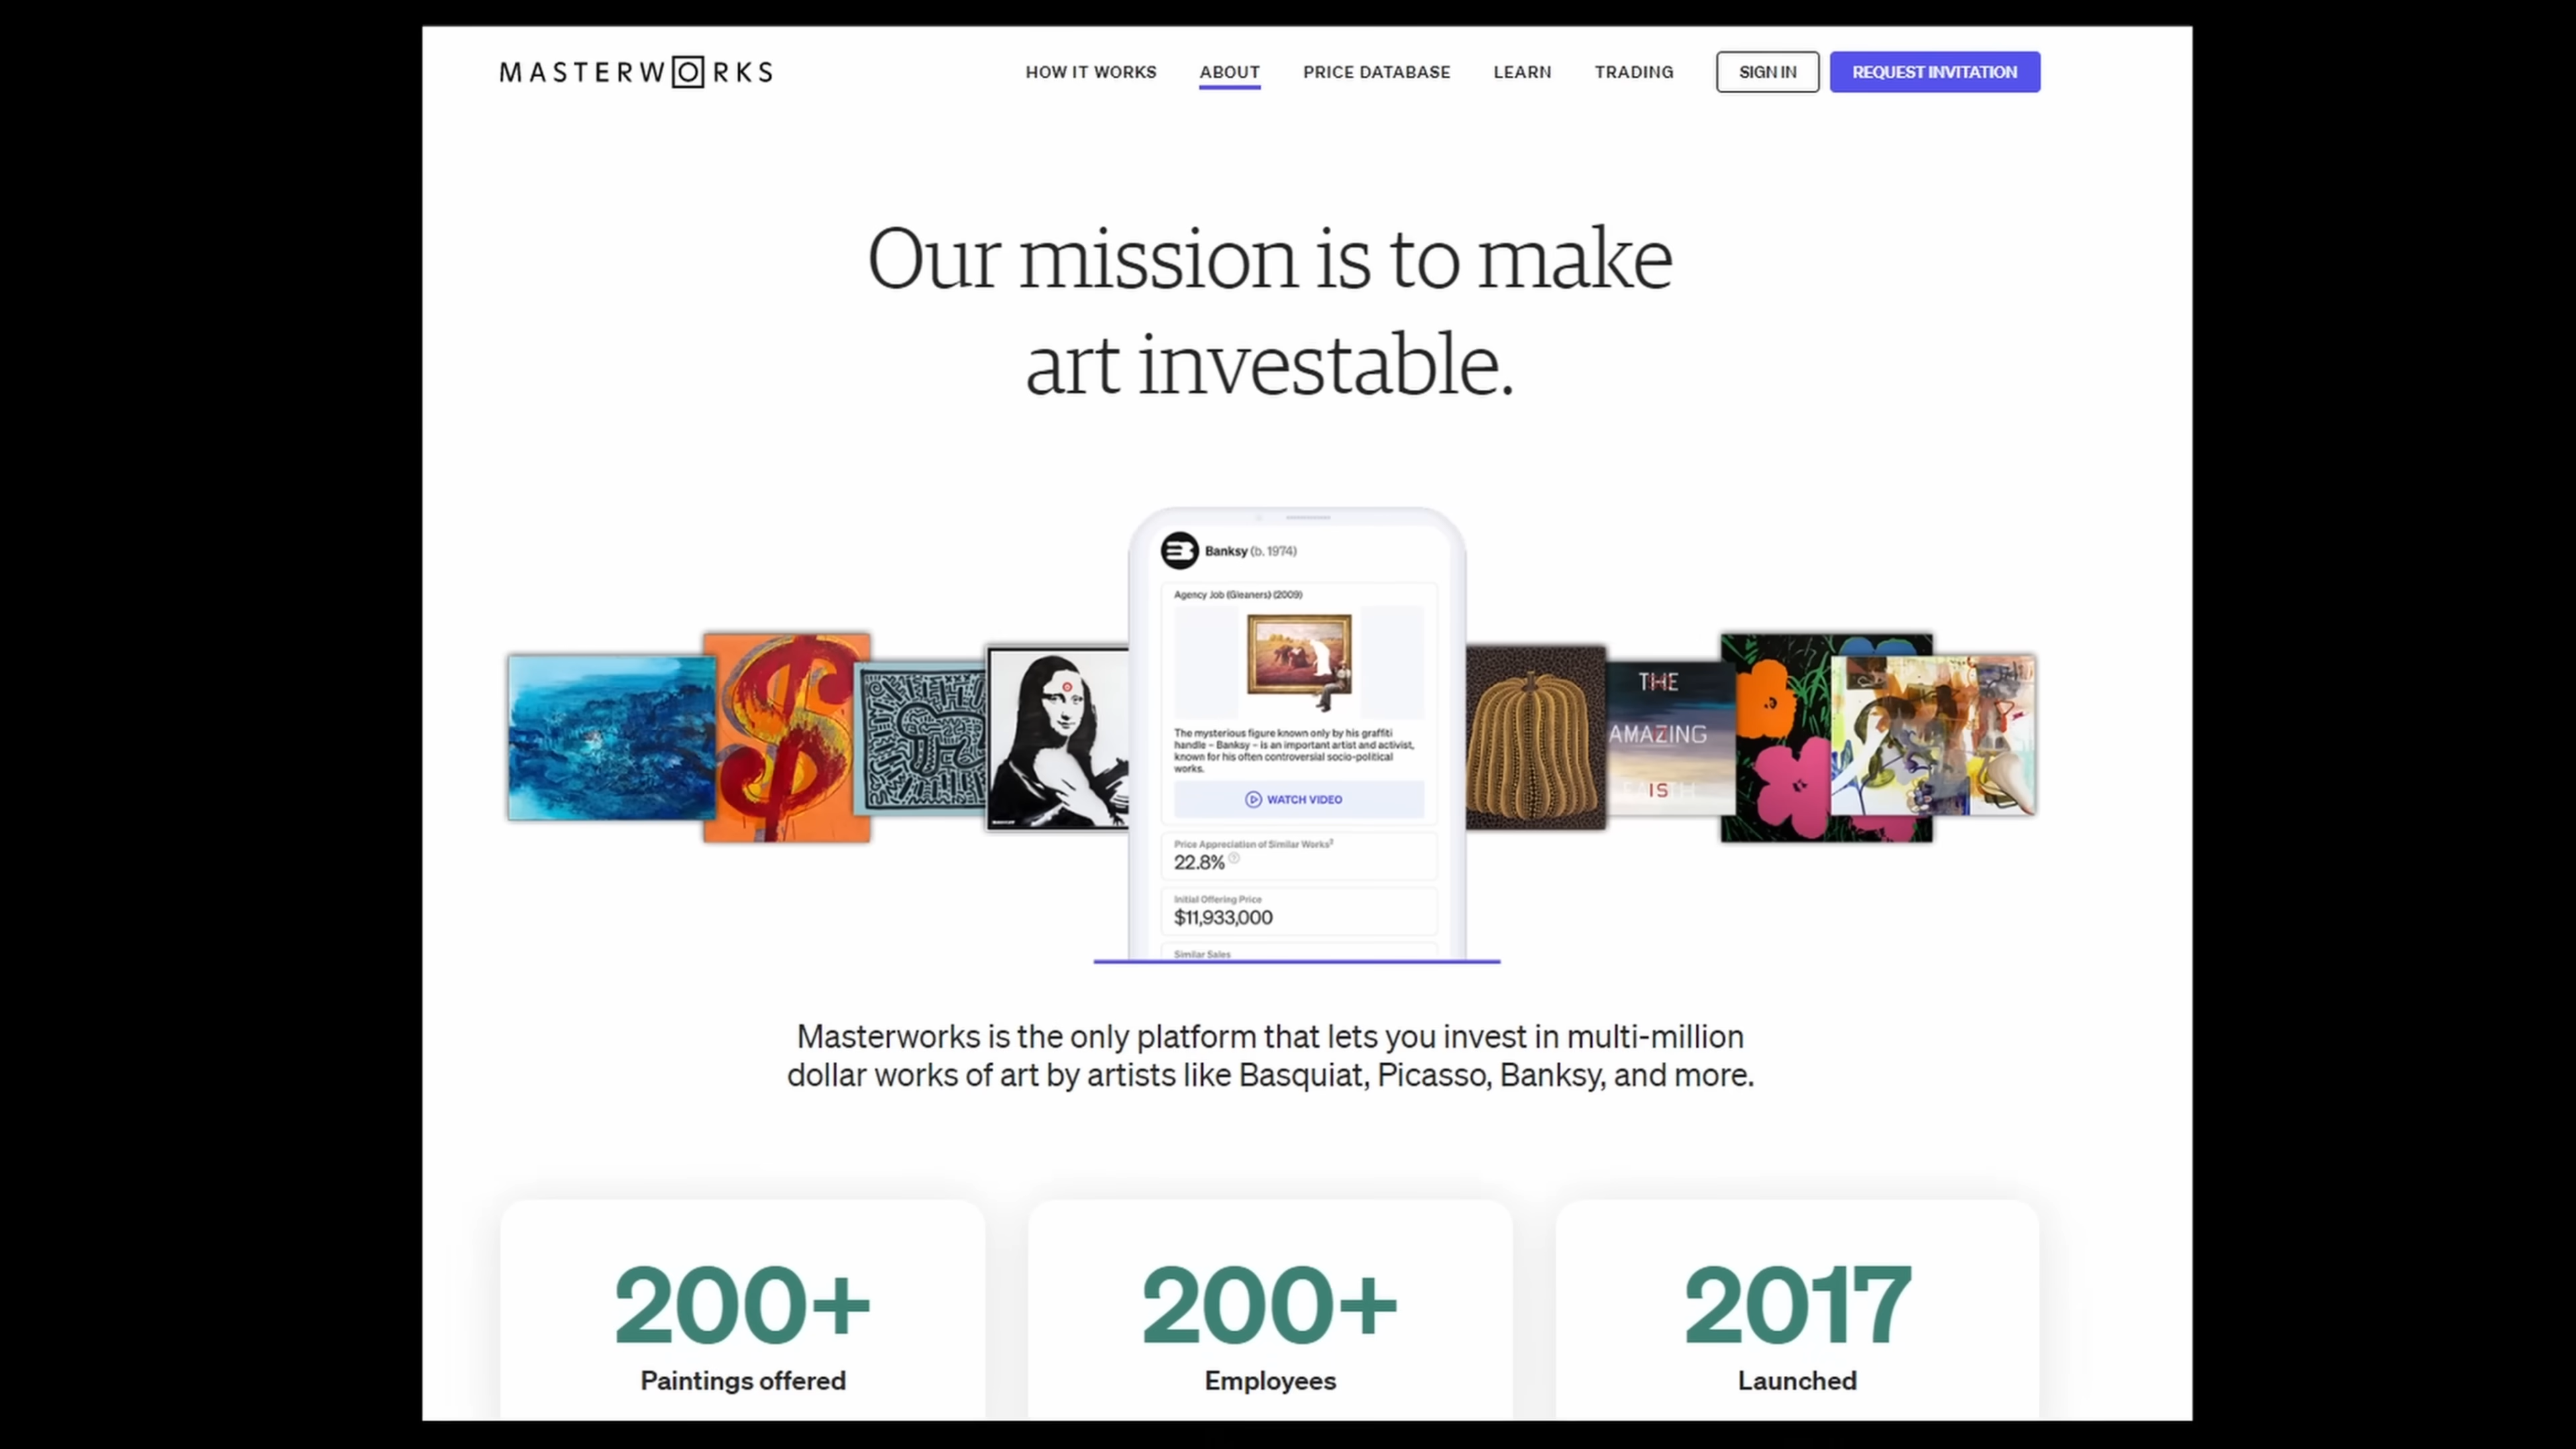 MASTERWORKS
HOW IT WORKS
ABOUT
PRICE DATABASE
LEARN
TRADING
SIGN IN
REQUEST INVITATION
Our mission is to make
art investable.
Banksy (b. 1974)
Agency Job (Gleaners) (2009)
The mysterious figure known only by his graffiti
handle – Banksy – is an important artist and activist,
known for his often controversial socio-political
works.
WATCH VIDEO
Price Appreciation of Similar Works²
22.8%
Initial Offering Price
$11,933,000
Similar Sales
THE
AMAZING
IS
Masterworks is the only platform that lets you invest in multi-million
dollar works of art by artists like Basquiat, Picasso, Banksy, and more.
200+
Paintings offered
200+
Employees
2017
Launched